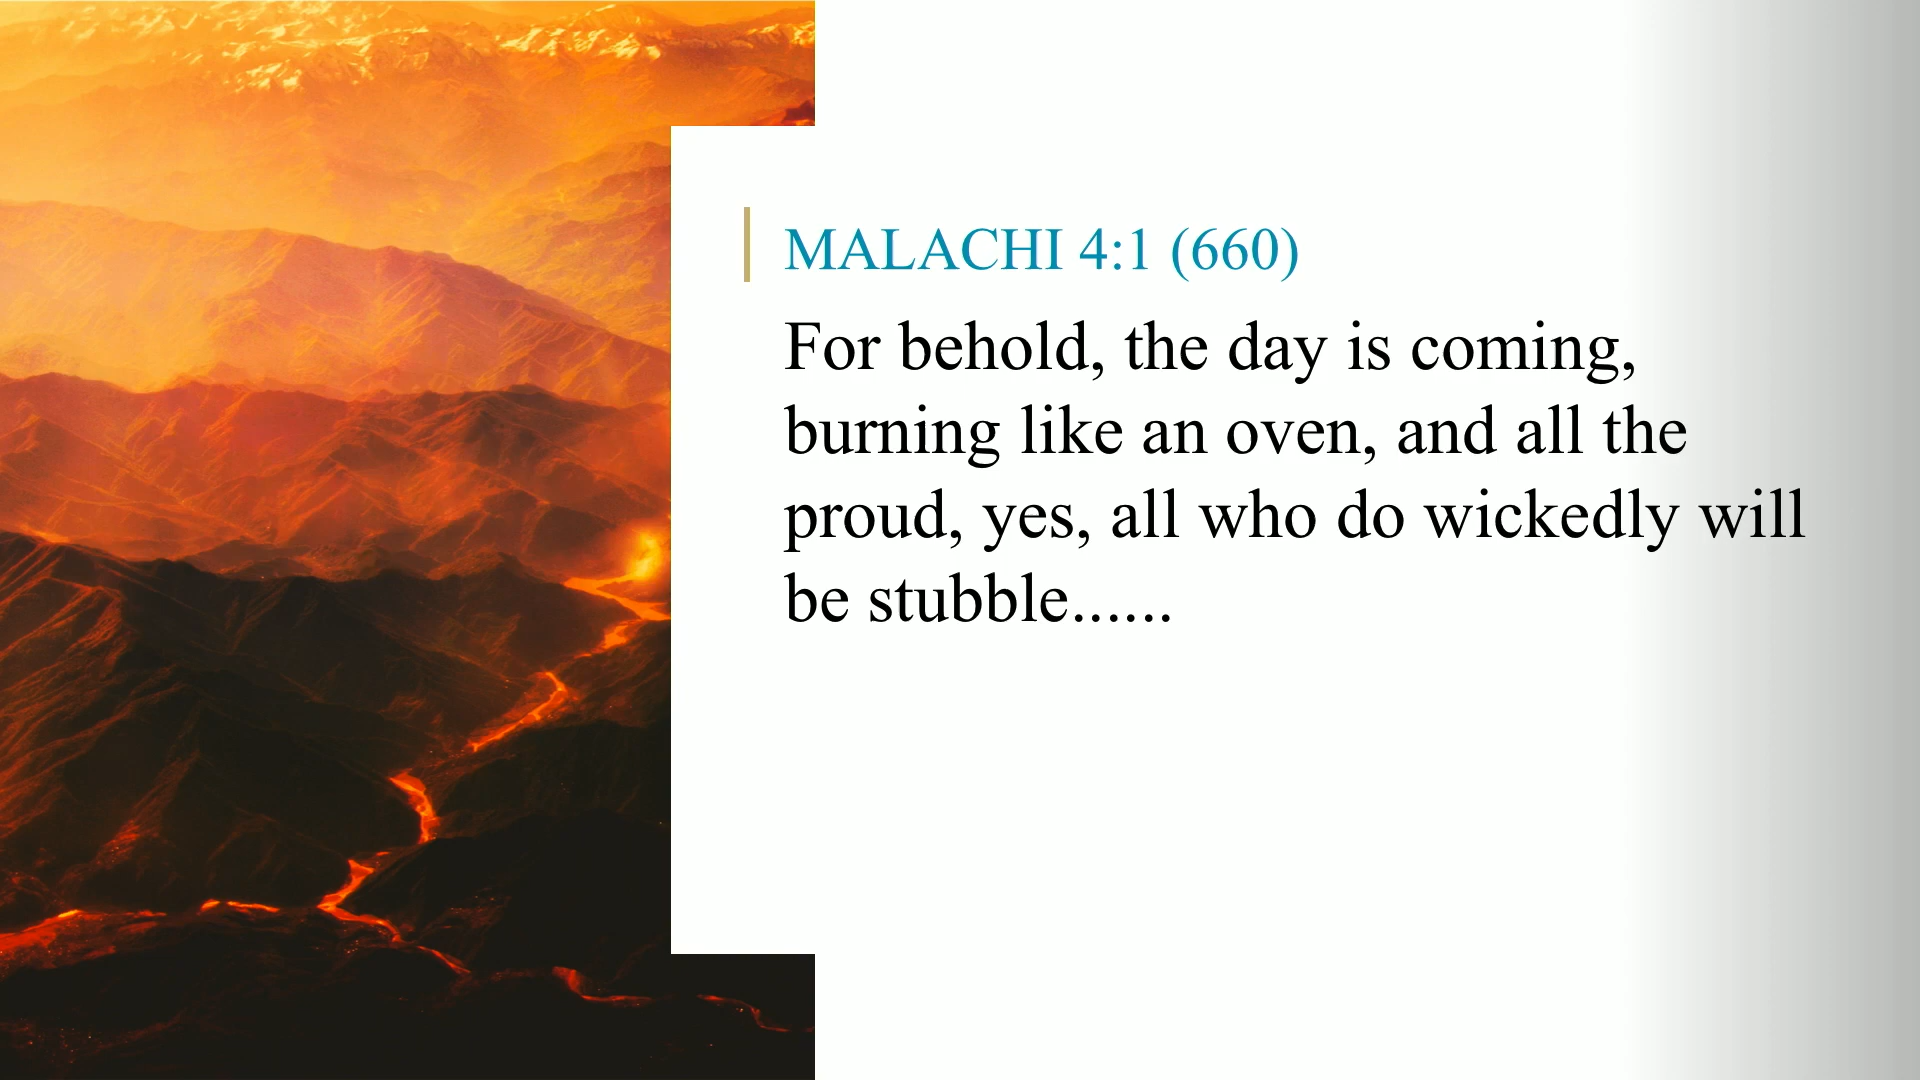 MALACHI 4:1 (660)
For behold, the day is coming,
burning like an oven, and all the
proud, yes, all who do wickedly will
be stubble......